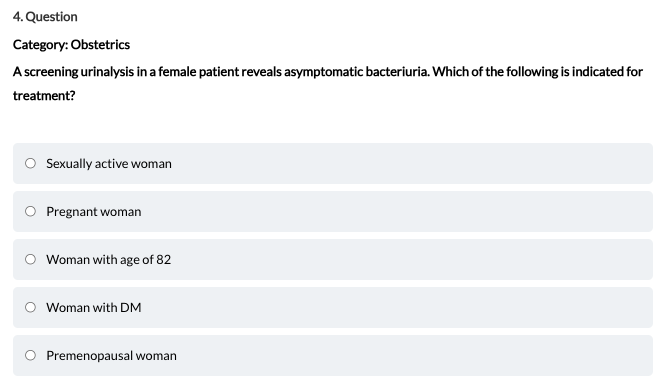 4. Question
Category: Obstetrics
A screening urinalysis in a female patient reveals asymptomatic bacteriuria. Which of the following is indicated for
treatment?
Sexually active woman
Pregnant woman
Woman with age of 82
Woman with DM
Premenopausal woman